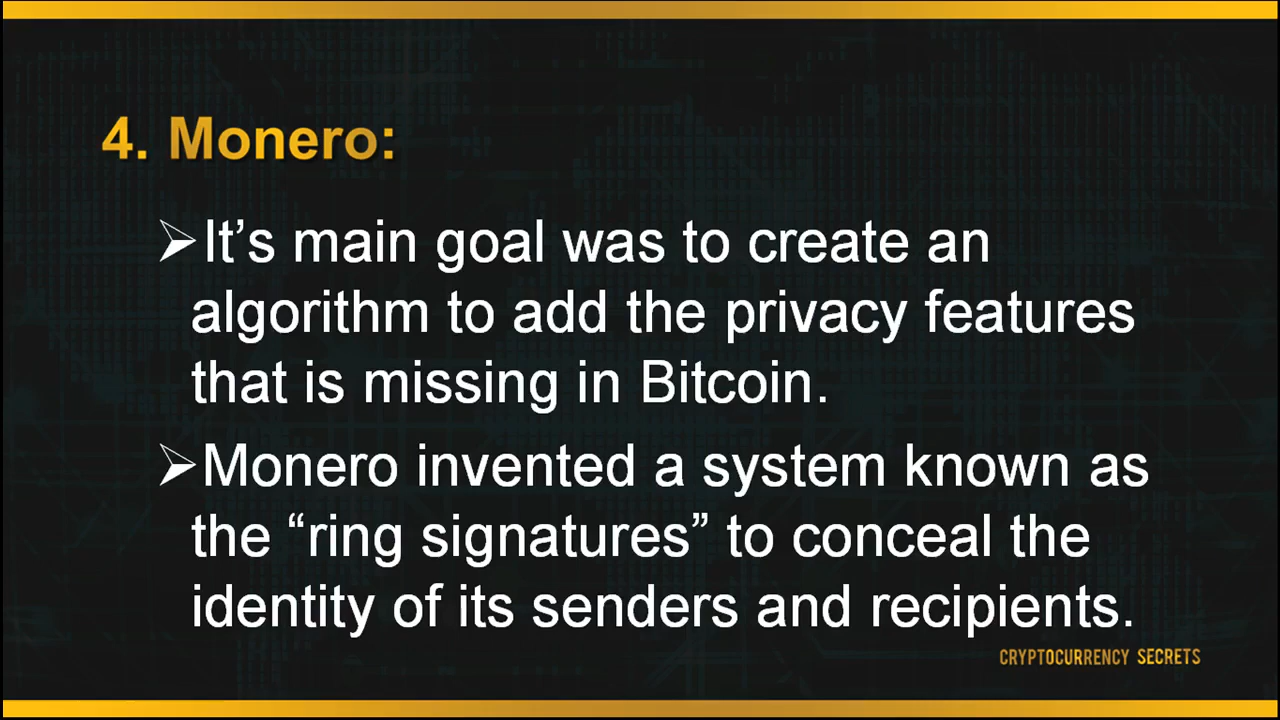 4. Monero:
➢It’s main goal was to create an
algorithm to add the privacy features
that is missing in Bitcoin.
➢Monero invented a system known as
the “ring signatures” to conceal the
identity of its senders and recipients.
CRYPTOCURRENCY SECRETS